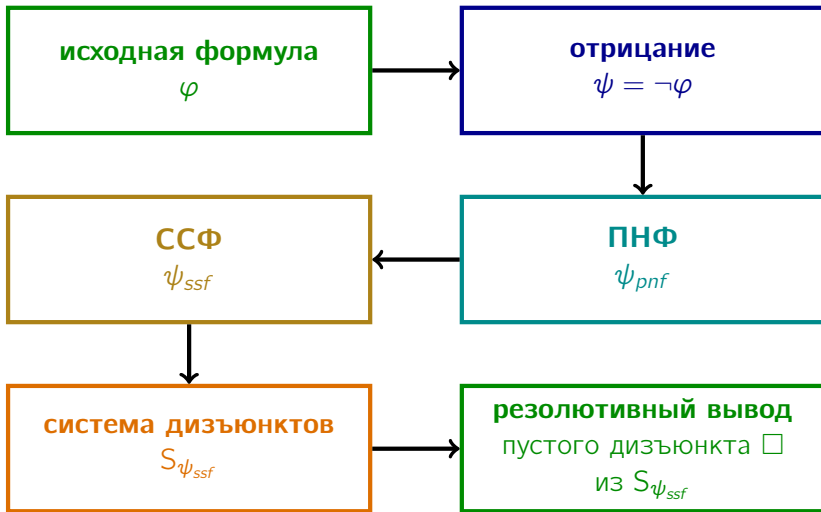 исходная формула
φ
отрицание
ψ = ¬φ
ССФ
ψ_ssf
ПНФ
ψ_pnf
система дизъюнктов
S_ψ_ssf
резолютивный вывод
пустого дизъюнкта □
из S_ψ_ssf